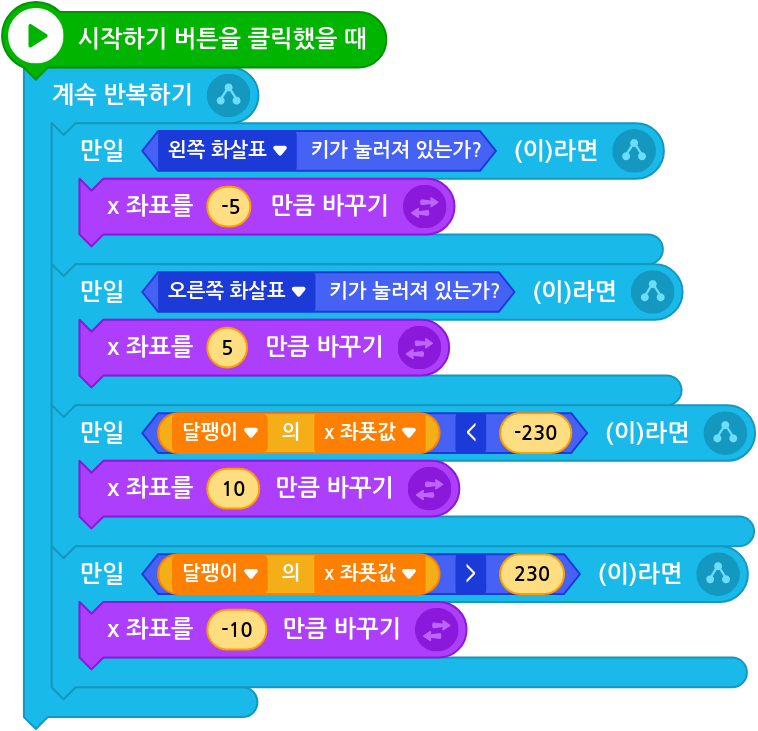 시작하기 버튼을 클릭했을 때
계속 반복하기
만일 왼쪽 화살표 키가 눌러져 있는가? (이)라면
x 좌표를 -5 만큼 바꾸기
만일 오른쪽 화살표 키가 눌러져 있는가? (이)라면
x 좌표를 5 만큼 바꾸기
만일 달팽이 의 x 좌푯값 < -230 (이)라면
x 좌표를 10 만큼 바꾸기
만일 달팽이 의 x 좌푯값 > 230 (이)라면
x 좌표를 -10 만큼 바꾸기